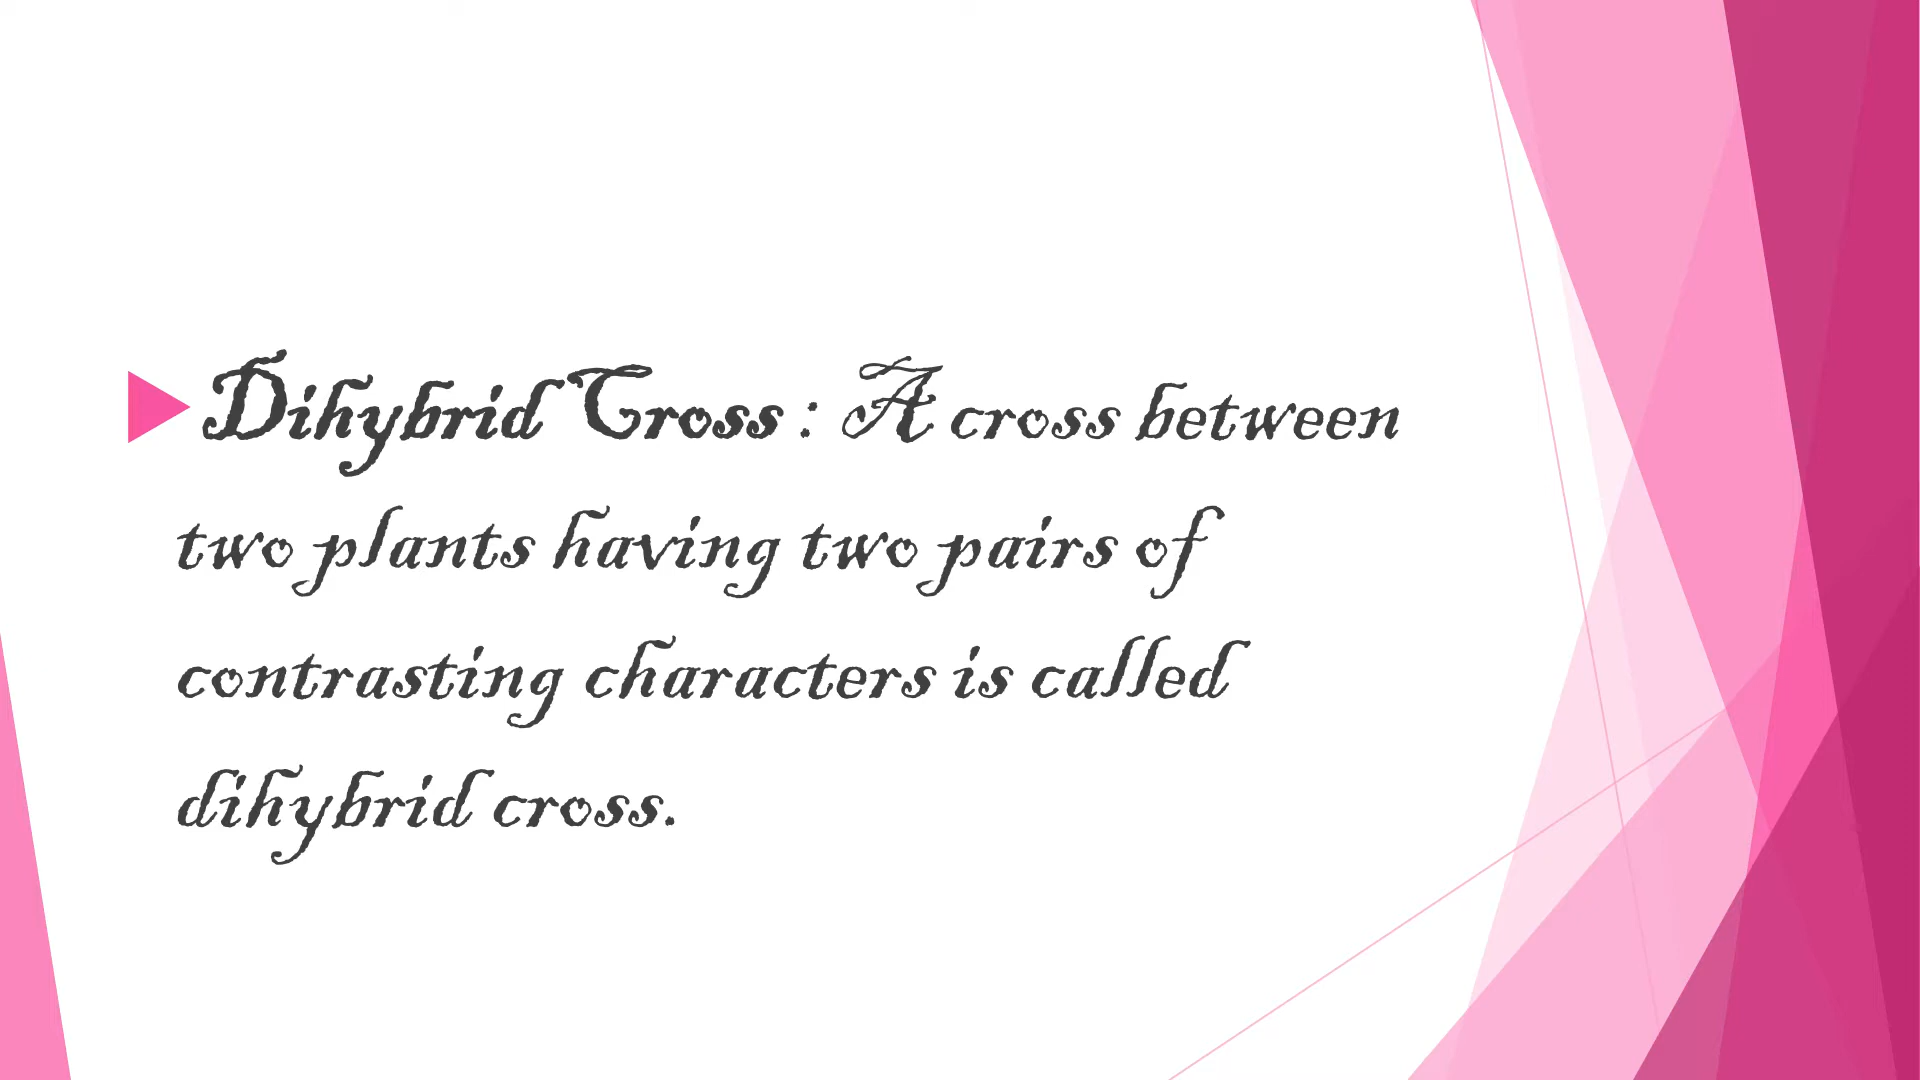 Dihybrid Cross : A cross between
two plants having two pairs of
contrasting characters is called
dihybrid cross.